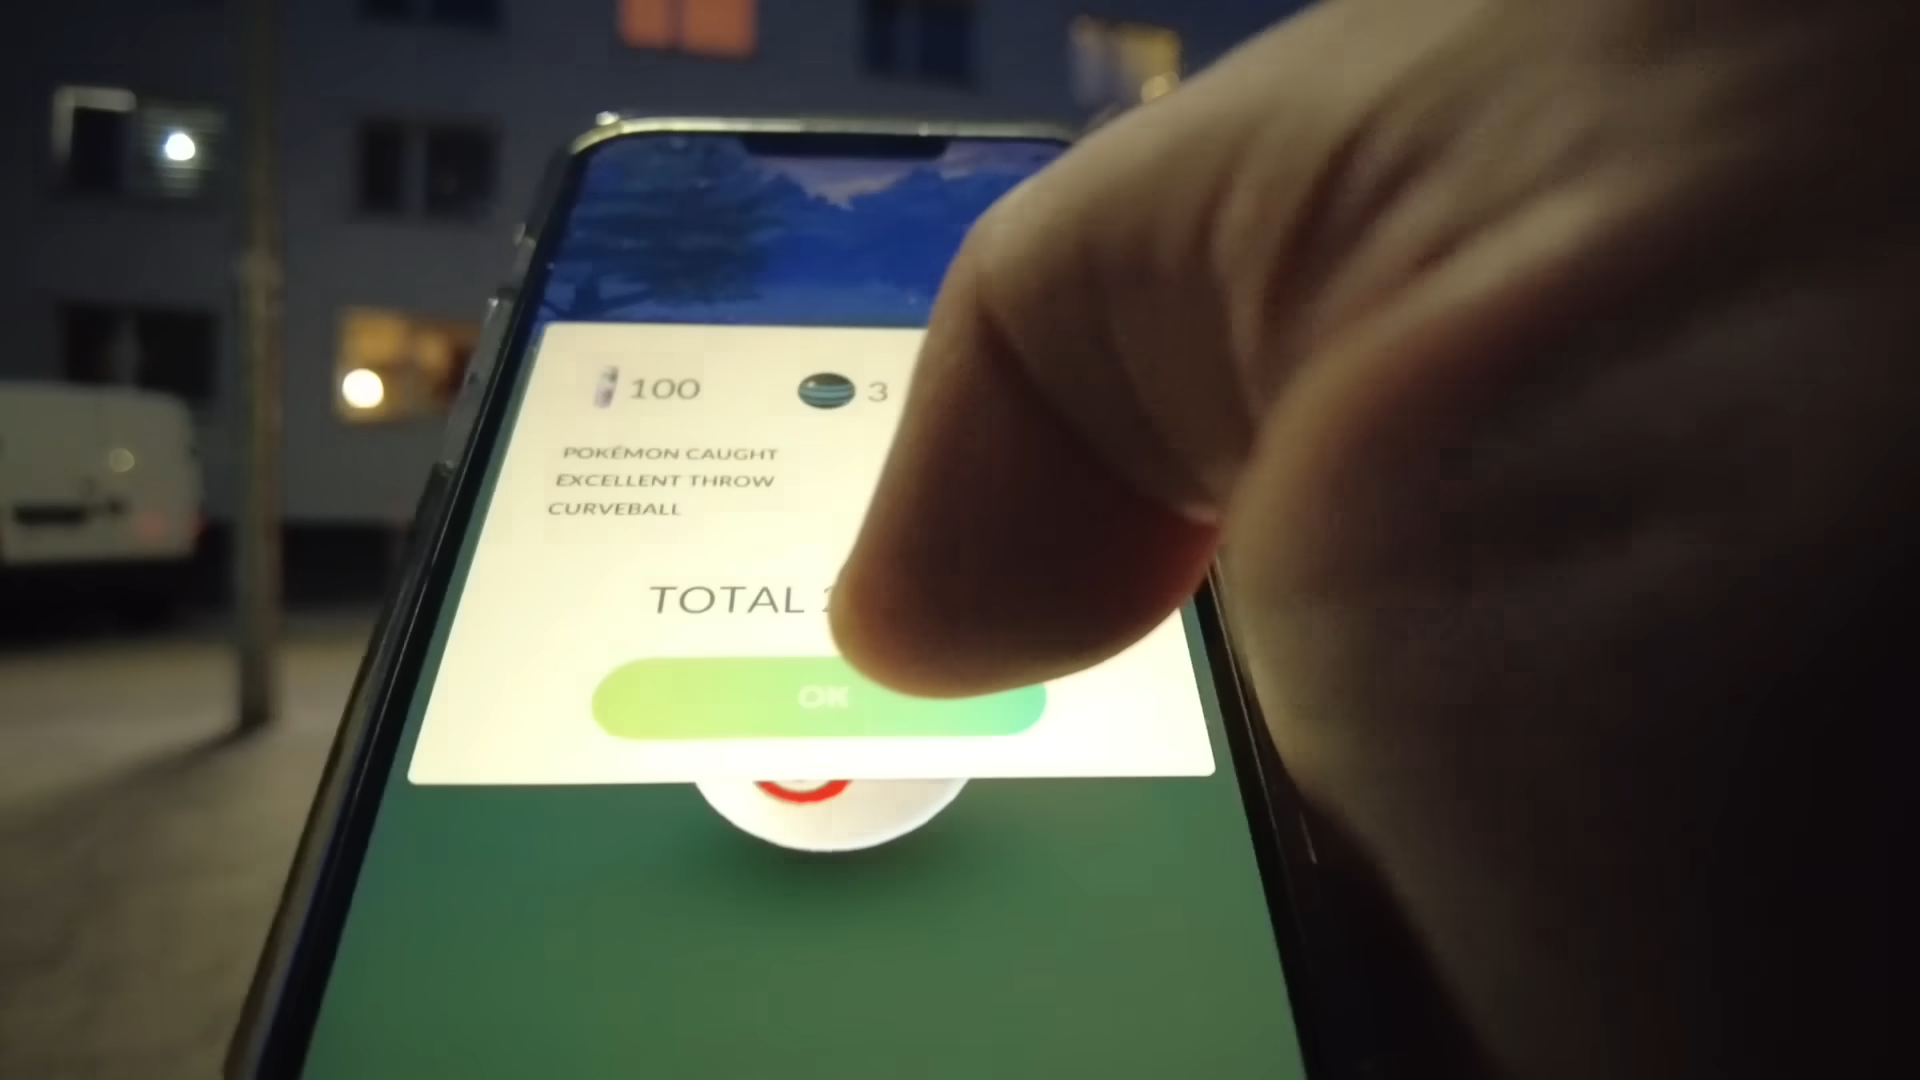 100 3
POKÉMON CAUGHT
EXCELLENT THROW
CURVEBALL
TOTAL
OK